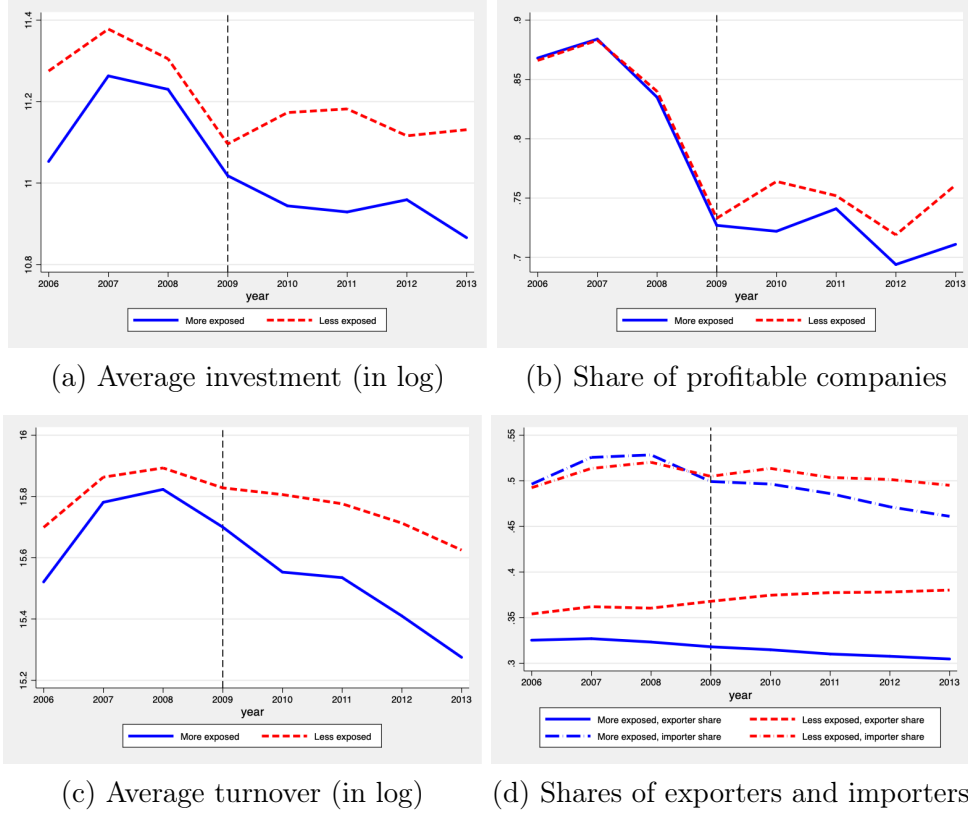 11.4
11.2
11
10.8
2006 2007 2008 2009 2010 2011 2012 2013
year
More exposed Less exposed
(a) Average investment (in log)
.9
.85
.8
.75
.7
2006 2007 2008 2009 2010 2011 2012 2013
year
More exposed Less exposed
(b) Share of profitable companies
16
15.8
15.6
15.4
15.2
2006 2007 2008 2009 2010 2011 2012 2013
year
More exposed Less exposed
(c) Average turnover (in log)
.55
.5
.45
.4
.35
.3
2006 2007 2008 2009 2010 2011 2012 2013
year
More exposed, exporter share Less exposed, exporter share
More exposed, importer share Less exposed, importer share
(d) Shares of exporters and importers